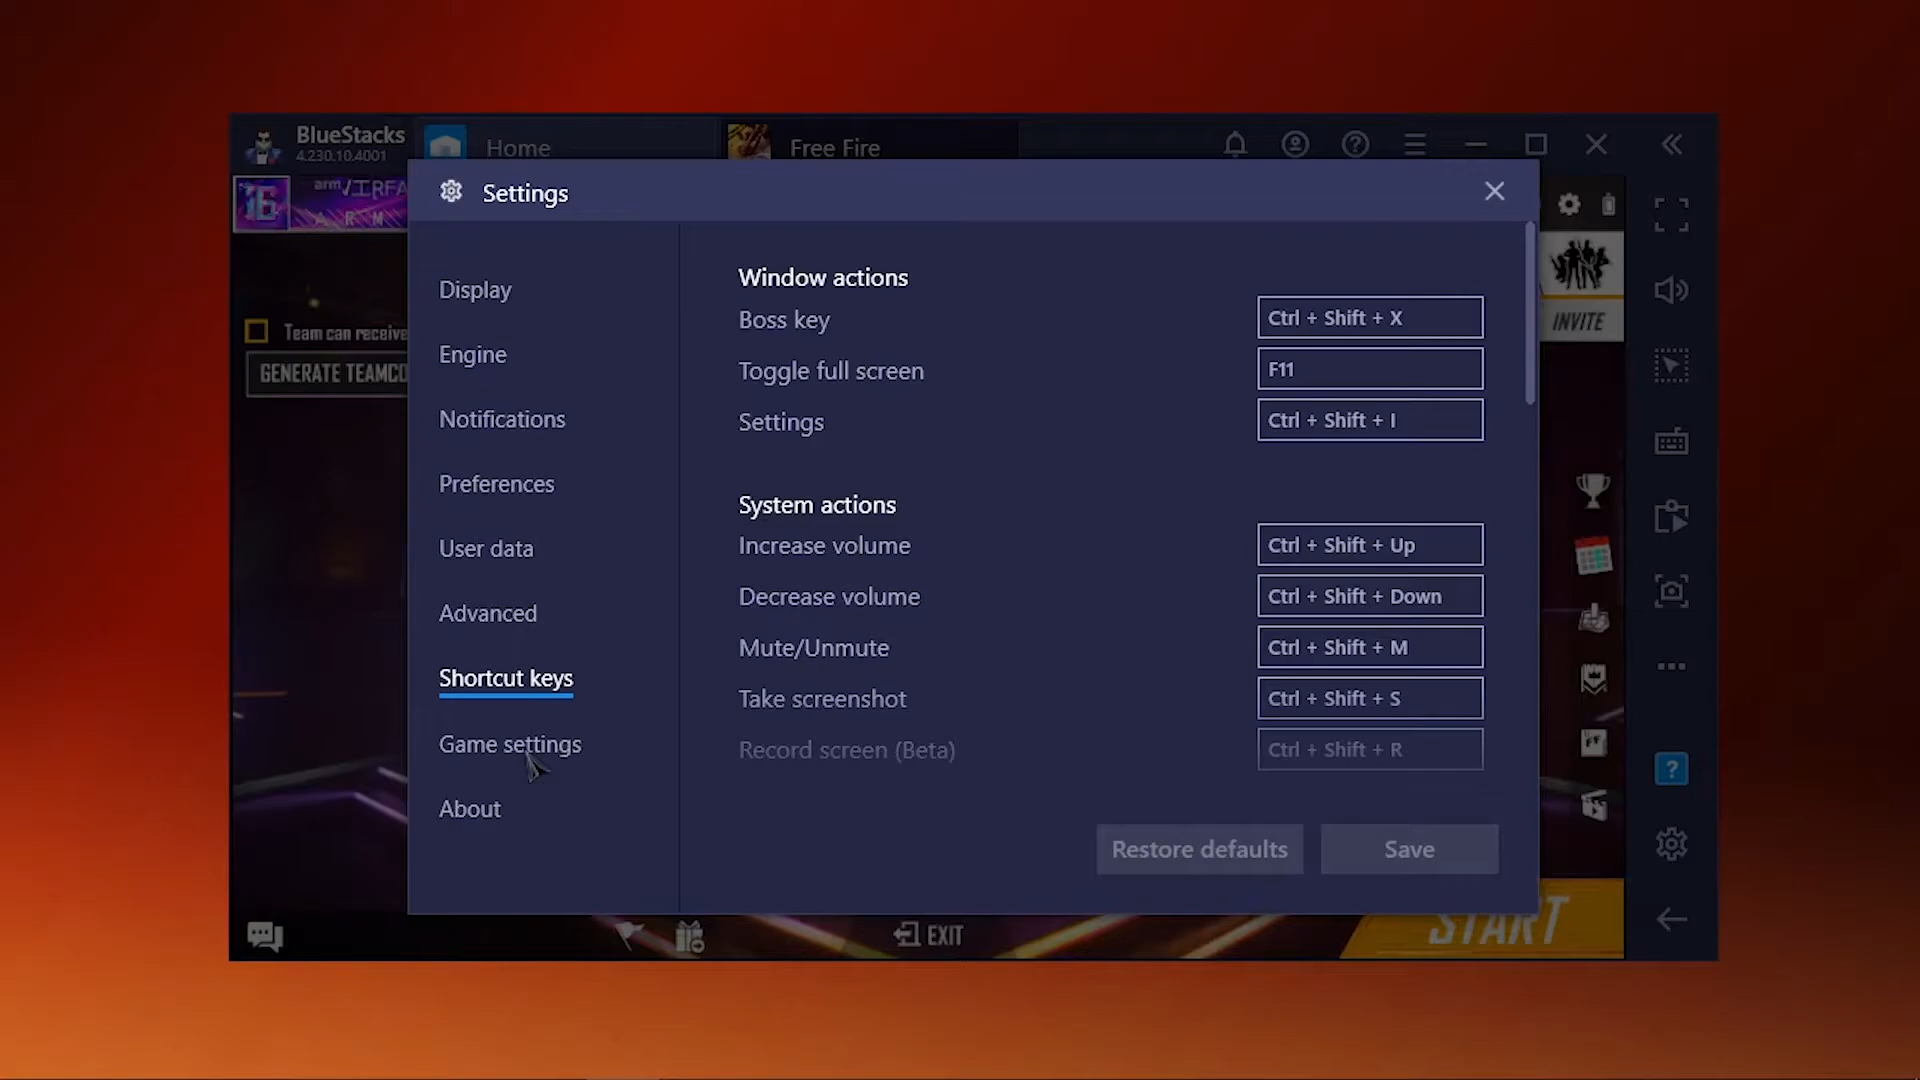 BlueStacks
4.230.10.4001
Home
Free Fire
16
arm/IRFA
A R M
Settings
Team can receive
GENERATE TEAMCO
INVITE
Display
Engine
Notifications
Preferences
User data
Advanced
Shortcut keys
Game settings
About
Window actions
Boss key
Ctrl + Shift + X
Toggle full screen
F11
Settings
Ctrl + Shift + I
System actions
Increase volume
Ctrl + Shift + Up
Decrease volume
Ctrl + Shift + Down
Mute/Unmute
Ctrl + Shift + M
Take screenshot
Ctrl + Shift + S
Record screen (Beta)
Ctrl + Shift + R
Restore defaults
Save
EXIT
START